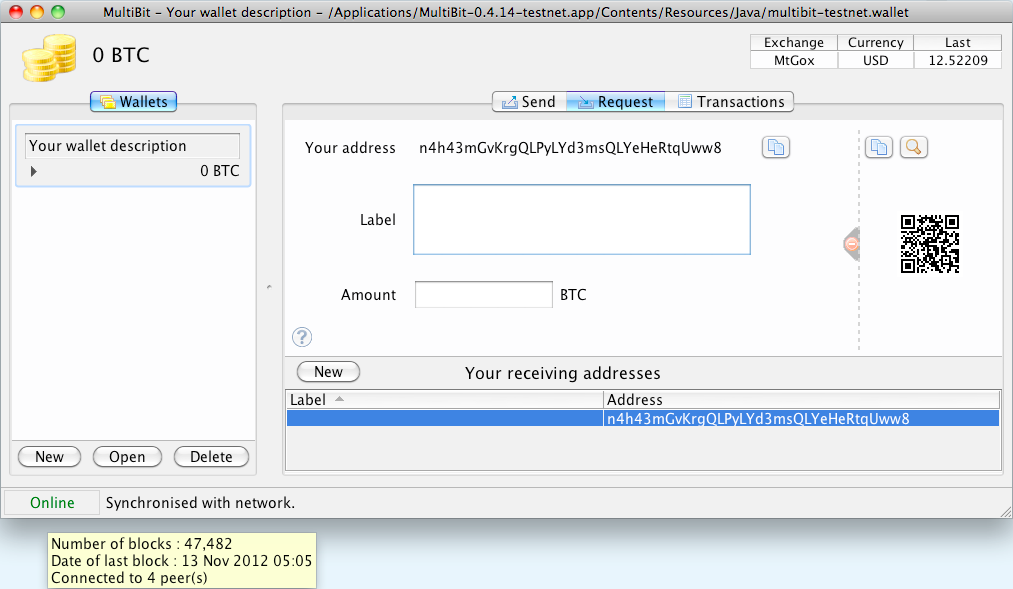 MultiBit - Your wallet description - /Applications/MultiBit-0.4.14-testnet.app/Contents/Resources/Java/multibit-testnet.wallet
0 BTC
Exchange Currency Last
MtGox USD 12.52209
Wallets
Send Request Transactions
Your wallet description
0 BTC
Your address n4h43mGvKrgQLPyLYd3msQLYeHeRtqUww8
Label
Amount BTC
?
New Your receiving addresses
Label Address
n4h43mGvKrgQLPyLYd3msQLYeHeRtqUww8
New Open Delete
Online Synchronised with network.
Number of blocks : 47,482
Date of last block : 13 Nov 2012 05:05
Connected to 4 peer(s)